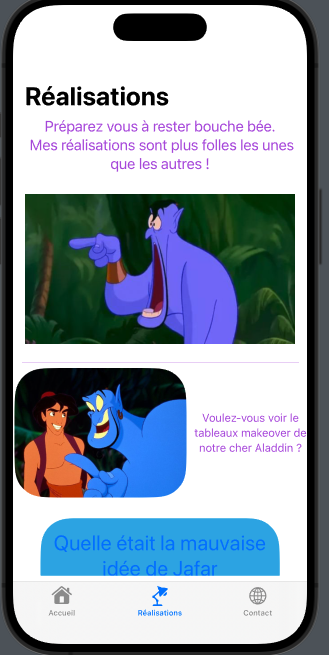 Réalisations
Préparez vous à rester bouche bée.
Mes réalisations sont plus folles les unes
que les autres !
Voulez-vous voir le
tableaux makeover de
notre cher Aladdin ?
Quelle était la mauvaise
idée de Jafar
Accueil
Réalisations
Contact